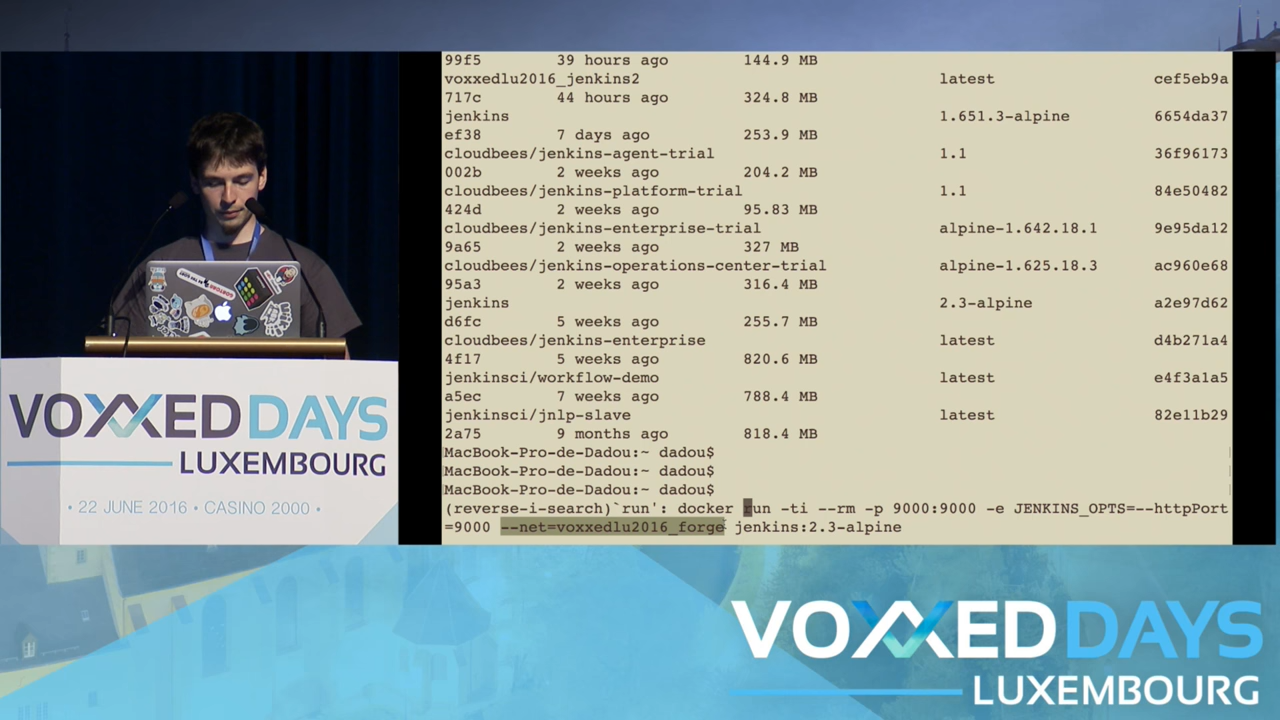 99f5 39 hours ago 144.9 MB
voxxedlu2016_jenkins2 latest cef5eb9a
717c 44 hours ago 324.8 MB
jenkins 1.651.3-alpine 6654da37
ef38 7 days ago 253.9 MB
cloudbees/jenkins-agent-trial 1.1 36f96173
002b 2 weeks ago 204.2 MB
cloudbees/jenkins-platform-trial 1.1 84e50482
424d 2 weeks ago 95.83 MB
cloudbees/jenkins-enterprise-trial alpine-1.642.18.1 9e95da12
9a65 2 weeks ago 327 MB
cloudbees/jenkins-operations-center-trial alpine-1.625.18.3 ac960e68
95a3 2 weeks ago 316.4 MB
jenkins 2.3-alpine a2e97d62
d6fc 5 weeks ago 255.7 MB
cloudbees/jenkins-enterprise latest d4b271a4
4f17 5 weeks ago 820.6 MB
jenkinsci/workflow-demo latest e4f3a1a5
a5ec 7 weeks ago 788.4 MB
jenkinsci/jnlp-slave latest 82e11b29
2a75 9 months ago 818.4 MB
MacBook-Pro-de-Dadou:~ dadou$
MacBook-Pro-de-Dadou:~ dadou$
MacBook-Pro-de-Dadou:~ dadou$
(reverse-i-search)`run': docker run -ti --rm -p 9000:9000 -e JENKINS_OPTS=--httpPort
=9000 --net=voxxedlu2016_forge jenkins:2.3-alpine
VOXXED DAYS
LUXEMBOURG
• 22 JUNE 2016 • CASINO 2000 •
VOXXED DAYS
LUXEMBOURG